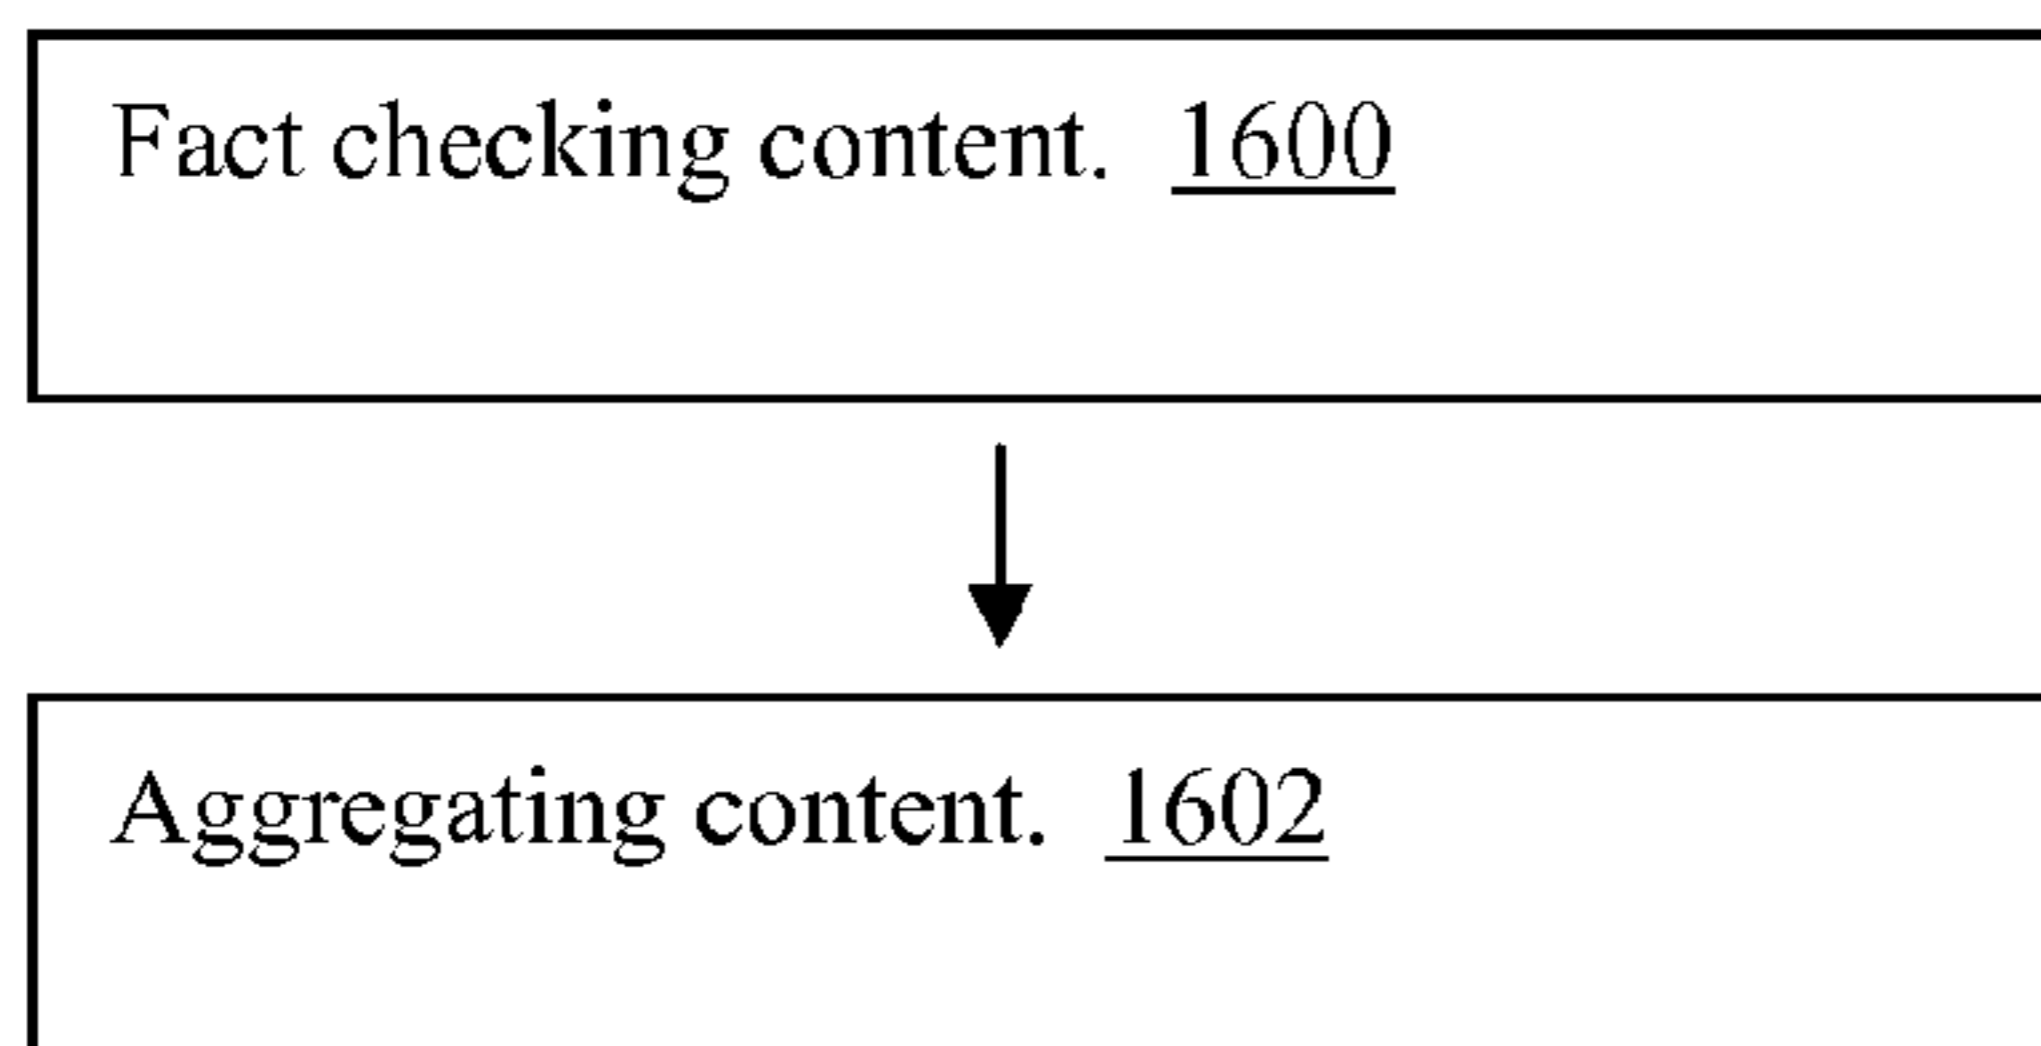 Fact checking content. 1600
Aggregating content. 1602